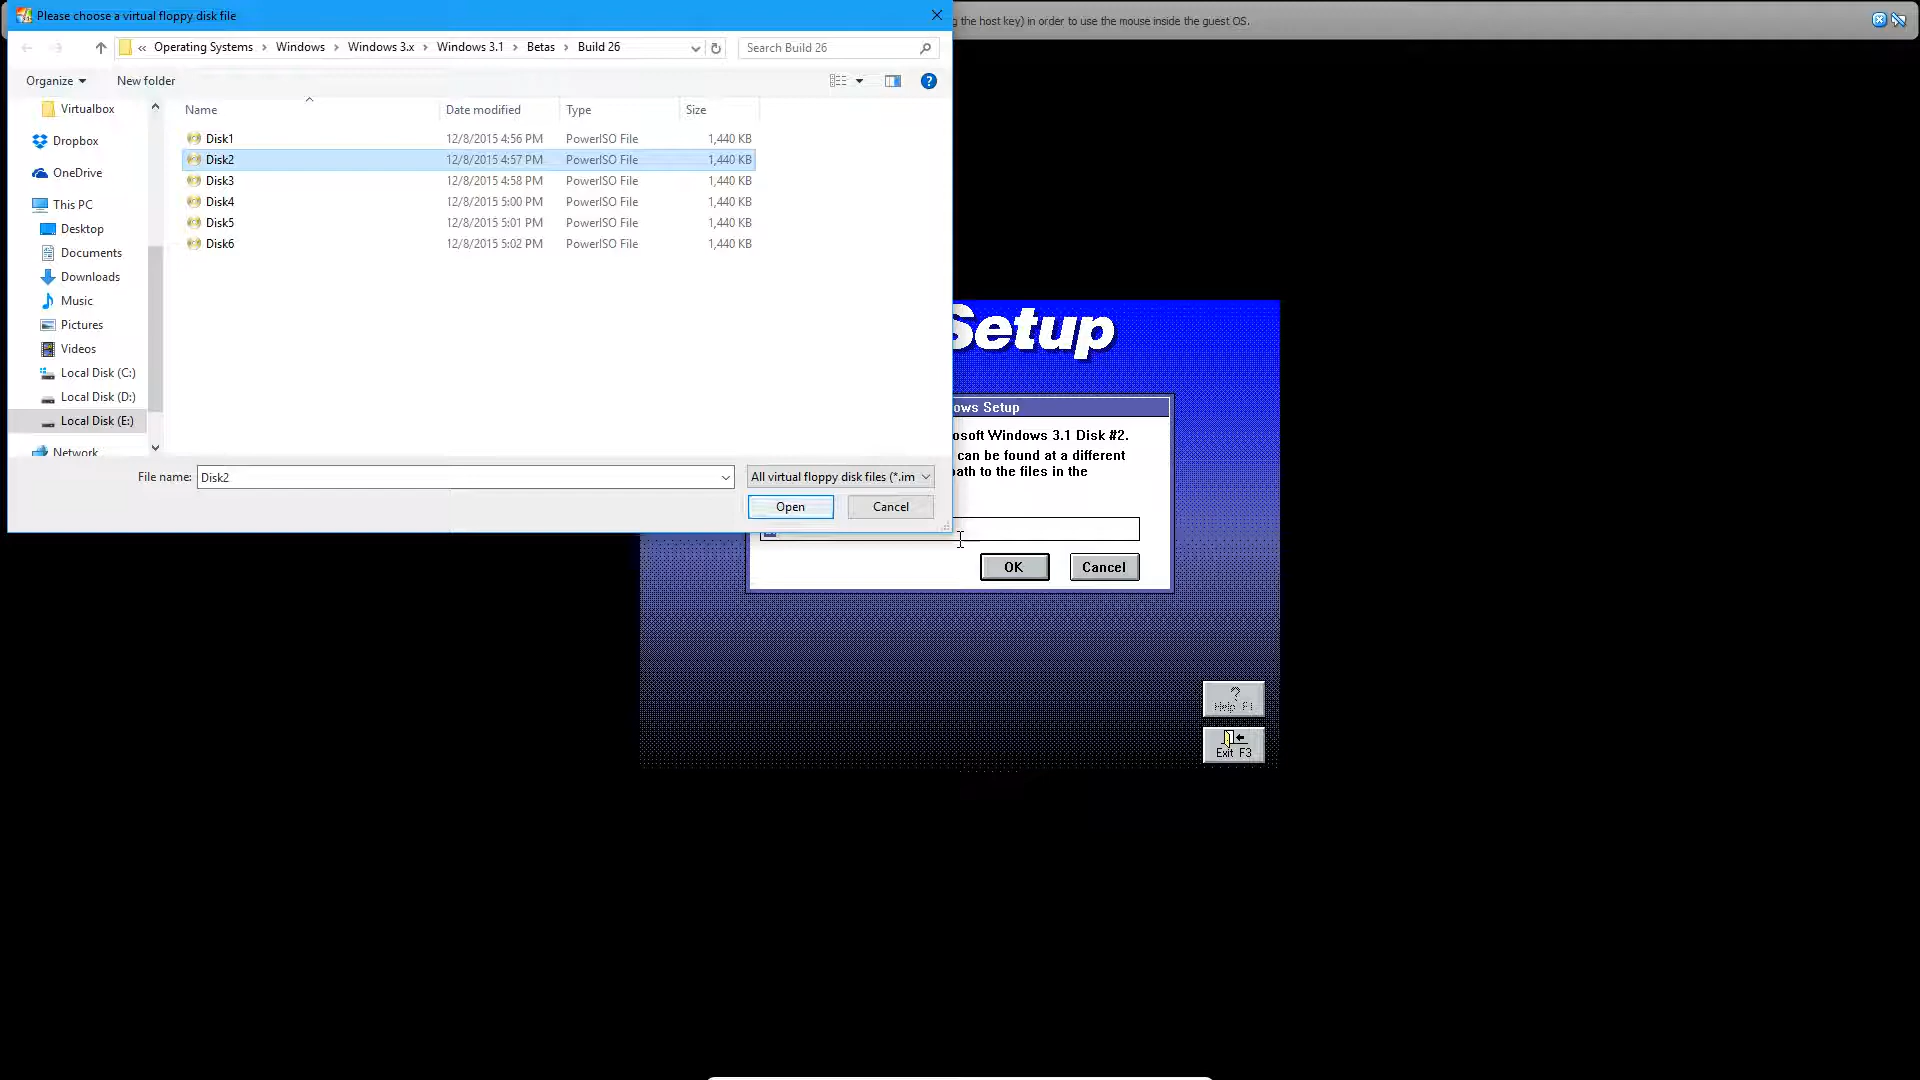 Please choose a virtual floppy disk file
g the host key) in order to use the mouse inside the guest OS.
« Operating Systems > Windows > Windows 3.x > Windows 3.1 > Betas > Build 26
Search Build 26
Organize
New folder
Name Date modified Type Size
Disk1 12/8/2015 4:56 PM PowerISO File 1,440 KB
Disk2 12/8/2015 4:57 PM PowerISO File 1,440 KB
Disk3 12/8/2015 4:58 PM PowerISO File 1,440 KB
Disk4 12/8/2015 5:00 PM PowerISO File 1,440 KB
Disk5 12/8/2015 5:01 PM PowerISO File 1,440 KB
Disk6 12/8/2015 5:02 PM PowerISO File 1,440 KB
Virtualbox
Dropbox
OneDrive
This PC
Desktop
Documents
Downloads
Music
Pictures
Videos
Local Disk (C:)
Local Disk (D:)
Local Disk (E:)
Network
File name: Disk2
All virtual floppy disk files (*.im
Open
Cancel
Setup
ows Setup
osoft Windows 3.1 Disk #2.
can be found at a different
ath to the files in the
OK
Cancel
?
Help F1
Exit F3